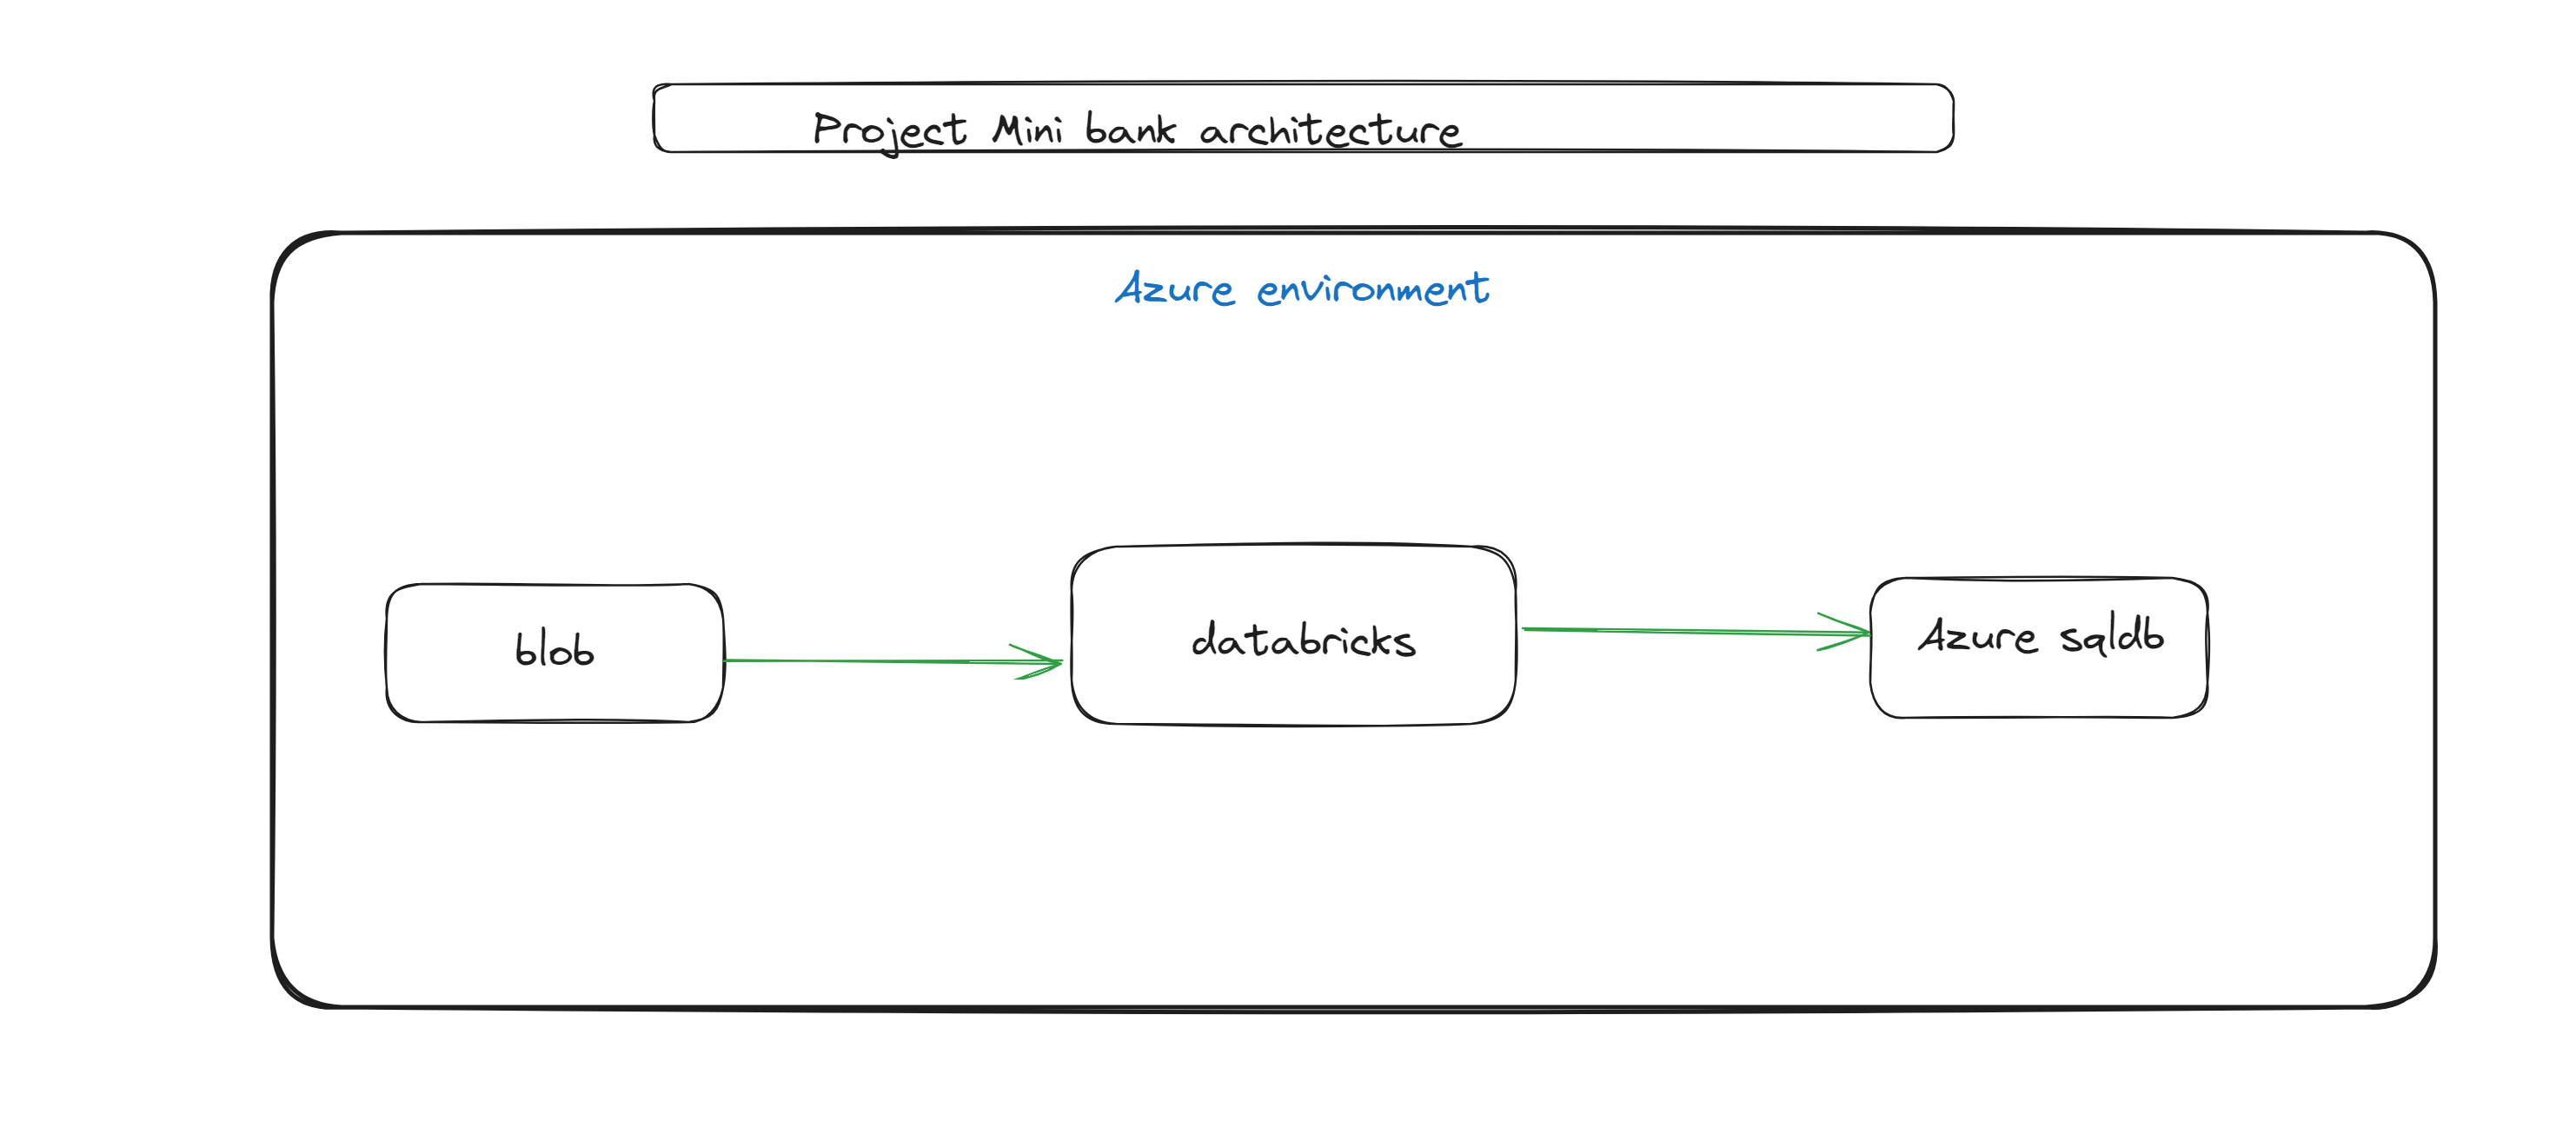 Project Mini bank architecture
Azure environment
blob
databricks
Azure sqldb